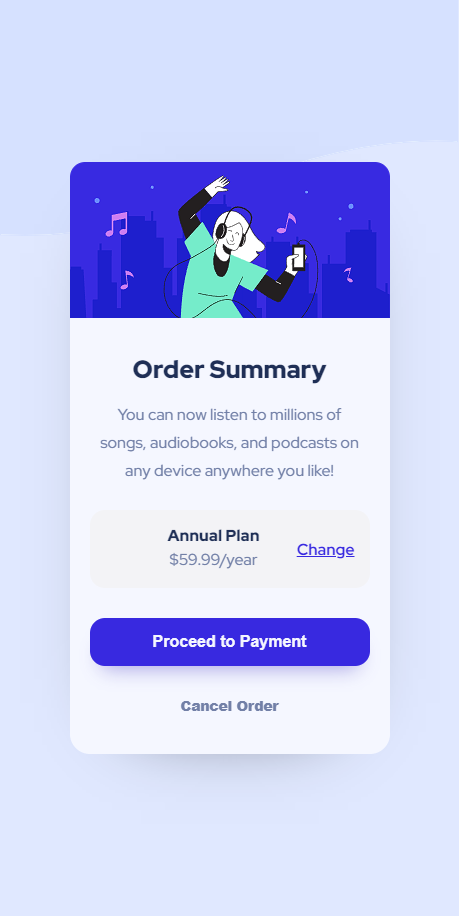 Order Summary
You can now listen to millions of
songs, audiobooks, and podcasts on
any device anywhere you like!
Annual Plan
$59.99/year
Change
Proceed to Payment
Cancel Order